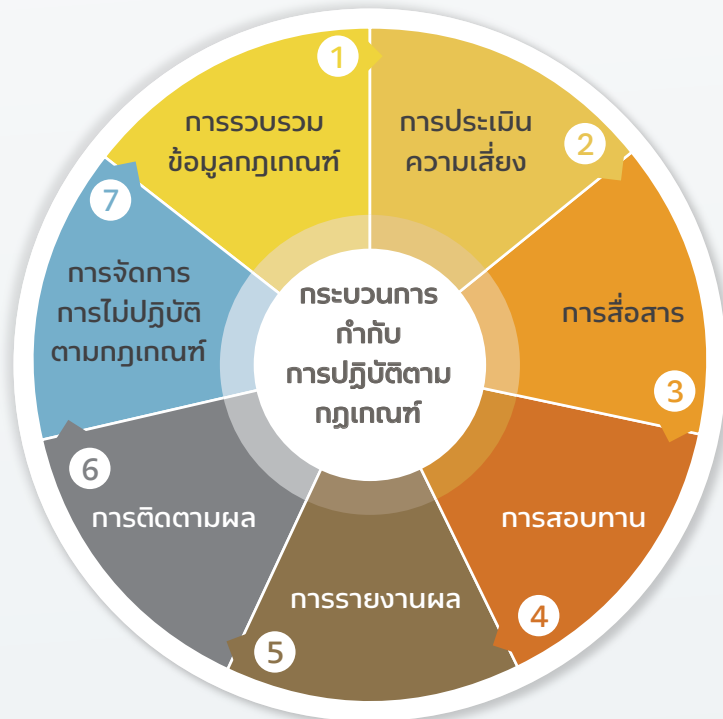 กระบวนการ
กำกับ
การปฏิบัติตาม
กฎเกณฑ์
1
การรวบรวม
ข้อมูลกฎเกณฑ์
2
การประเมิน
ความเสี่ยง
3
การสื่อสาร
4
การสอบทาน
5
การรายงานผล
6
การติดตามผล
7
การจัดการ
การไม่ปฏิบัติ
ตามกฎเกณฑ์